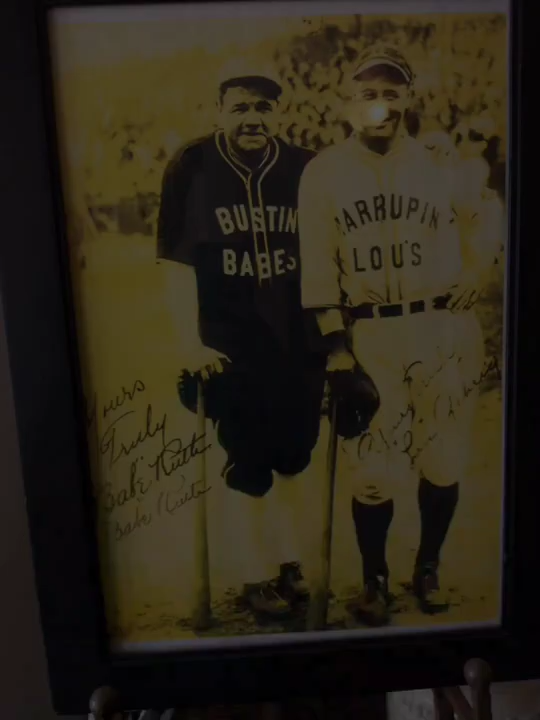 BUSTIN
BABES
LARRUPIN
LOU'S
Yours
Truly
"Babe" Ruth
Babe Ruth